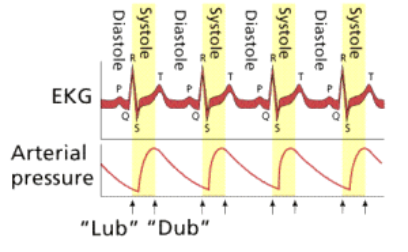 Diastole Systole Diastole Systole Diastole Systole Diastole Systole
R R R R
EKG
P T P T P T P T
Q Q Q Q
S S S S
Arterial
pressure
"Lub" "Dub"